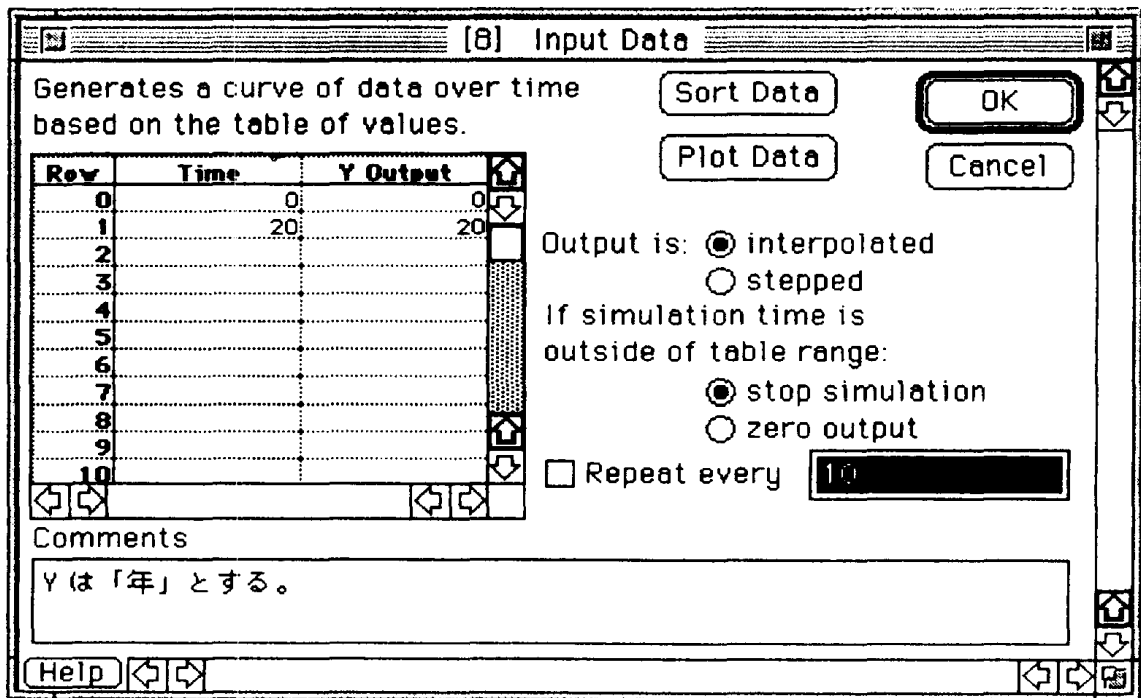 [8] Input Data
Generates a curve of data over time
based on the table of values.
Sort Data
OK
Plot Data
Cancel
Row Time Y Output
0 0 0
1 20 20
2
3
4
5
6
7
8
9
10
Output is: interpolated
stepped
If simulation time is
outside of table range:
stop simulation
zero output
Repeat every 10
Comments
Yは「年」とする。
Help